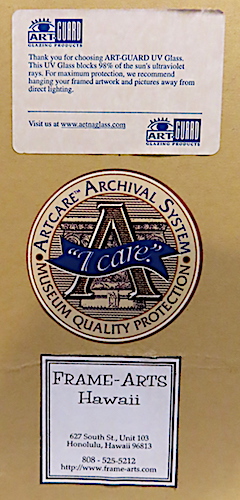 ART-GUARD
GLAZING PRODUCTS
Thank you for choosing ART-GUARD UV Glass.
This UV Glass blocks 98% of the sun's ultraviolet
rays. For maximum protection, we recommend
hanging your framed artwork and pictures away from
direct lighting.
Visit us at www.aetnaglass.com
ART-GUARD
GLAZING PRODUCTS
ARTCARE™ ARCHIVAL SYSTEM
A
"I care."
MUSEUM QUALITY PROTECTION
FRAME-ARTS
Hawaii
627 South St., Unit 103
Honolulu, Hawaii 96813
808 - 525-5212
http://www.frame-arts.com